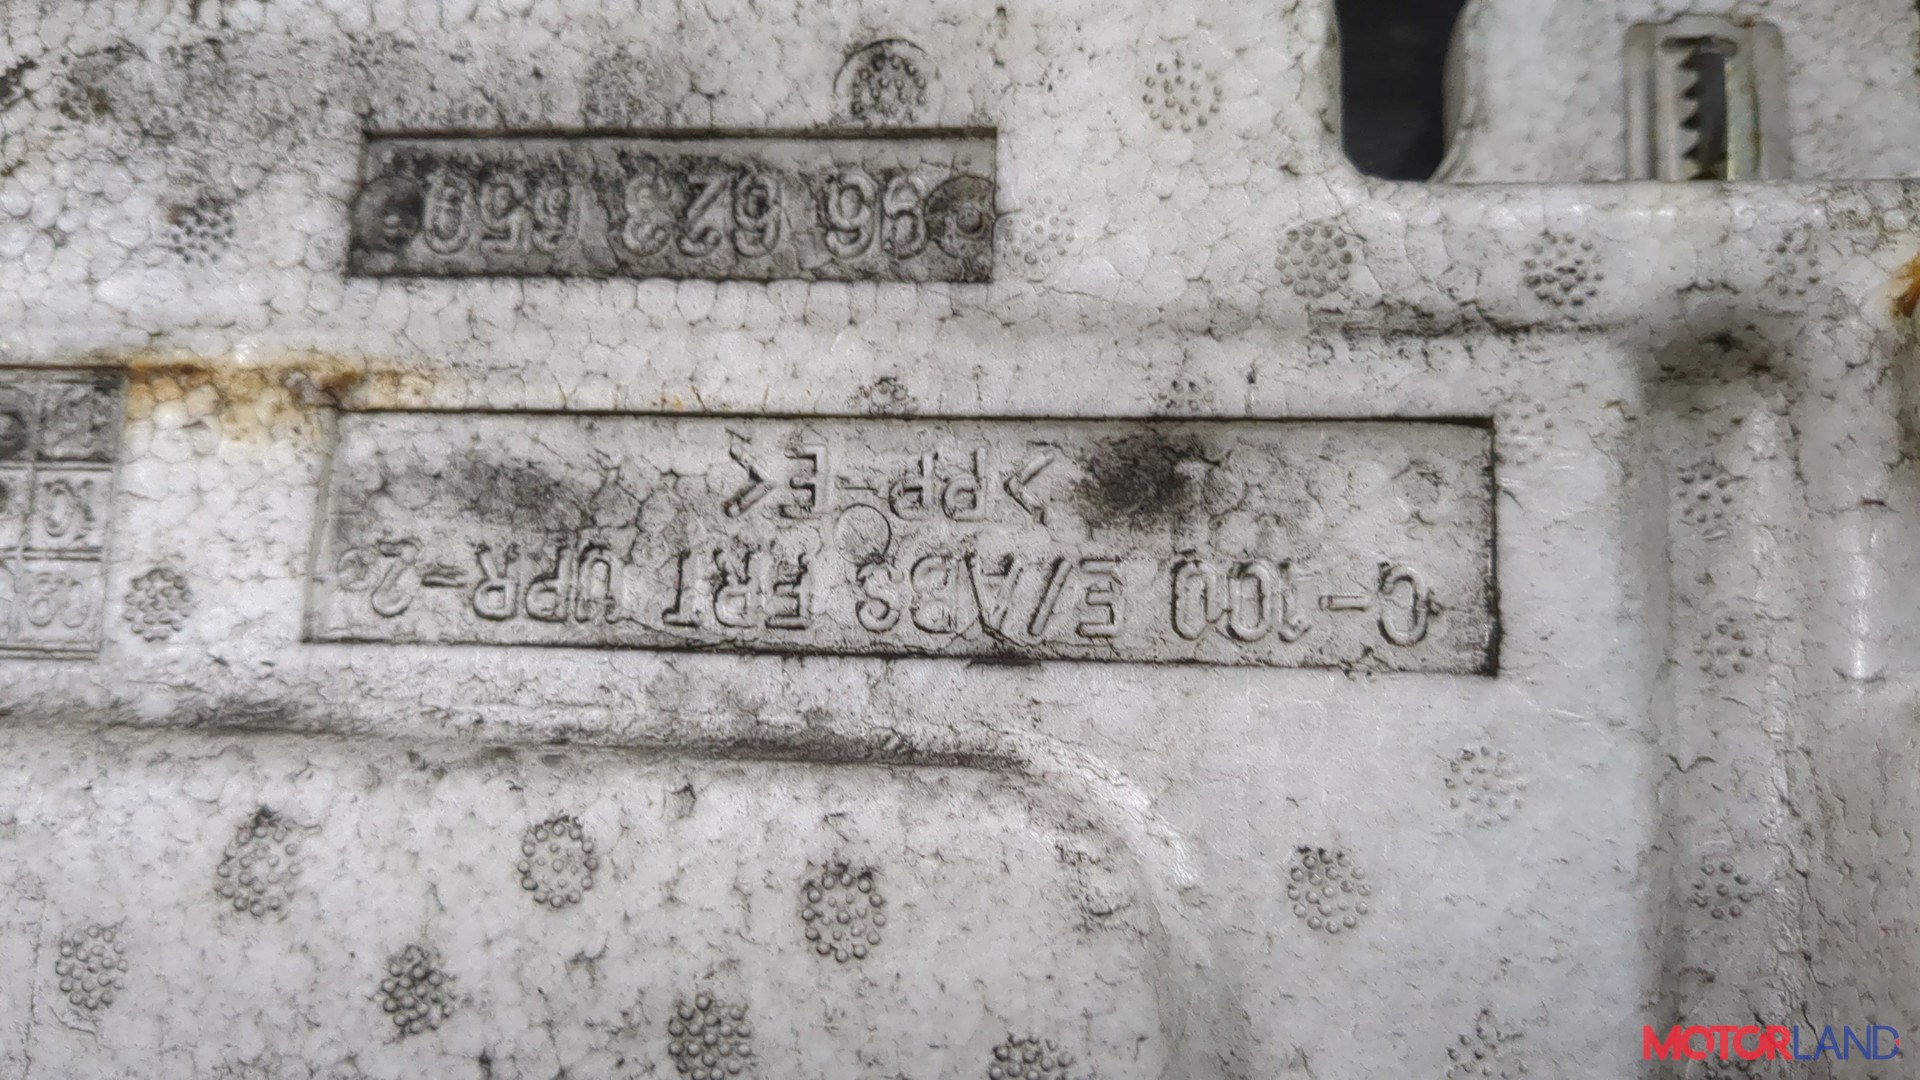 C-100 E/ABS FRT UPR-2
>PP-E<
96 623 650
MOTORLAND